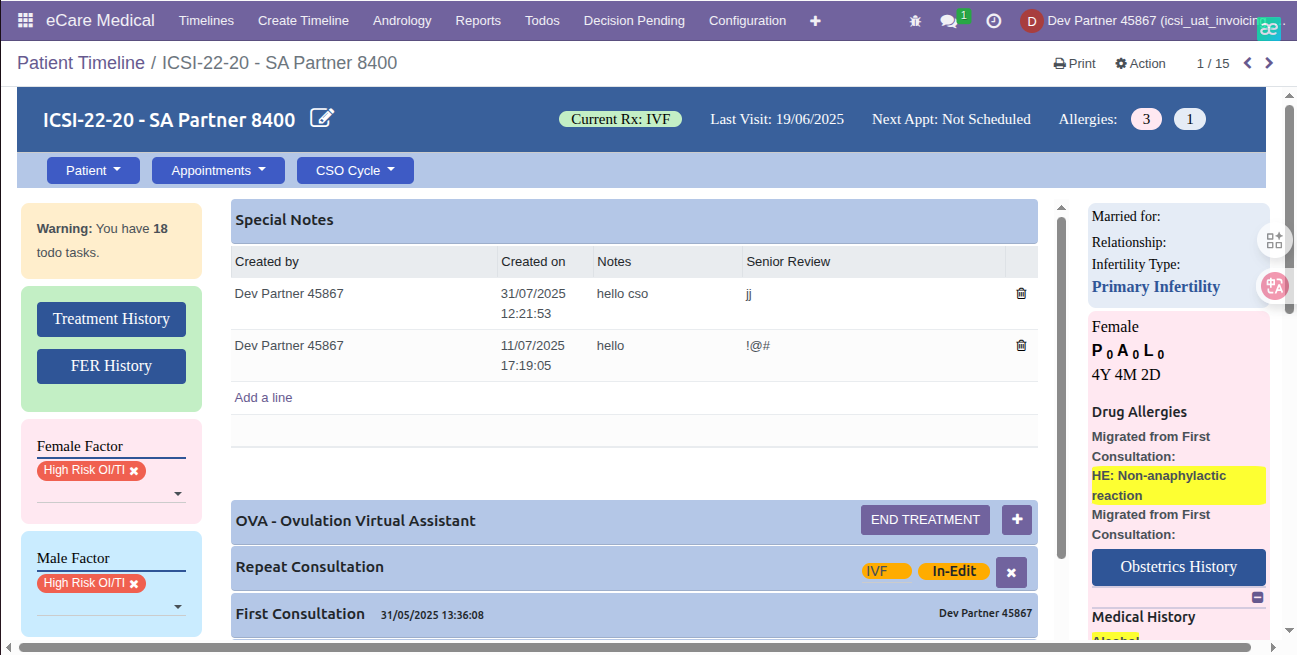 eCare Medical Timelines Create Timeline Andrology Reports Todos Decision Pending Configuration + 1 D Dev Partner 45867 (icsi_uat_invoicin
æ
Patient Timeline / ICSI-22-20 - SA Partner 8400 Print Action 1 / 15
ICSI-22-20 - SA Partner 8400 Current Rx: IVF Last Visit: 19/06/2025 Next Appt: Not Scheduled Allergies: 3 1
Patient Appointments CSO Cycle
Warning: You have 18
todo tasks.
Treatment History
FER History
Female Factor
High Risk OI/TI
Male Factor
High Risk OI/TI
Special Notes
Created by Created on Notes Senior Review
Dev Partner 45867 31/07/2025 hello cso jj
12:21:53
Dev Partner 45867 11/07/2025 hello !@#
17:19:05
Add a line
OVA - Ovulation Virtual Assistant END TREATMENT +
Repeat Consultation IVF In-Edit
First Consultation 31/05/2025 13:36:08 Dev Partner 45867
Married for:
Relationship:
Infertility Type:
Primary Infertility
Female
P 0 A 0 L 0
4Y 4M 2D
Drug Allergies
Migrated from First
Consultation:
HE: Non-anaphylactic
reaction
Migrated from First
Consultation:
Obstetrics History
Medical History
Alcohol